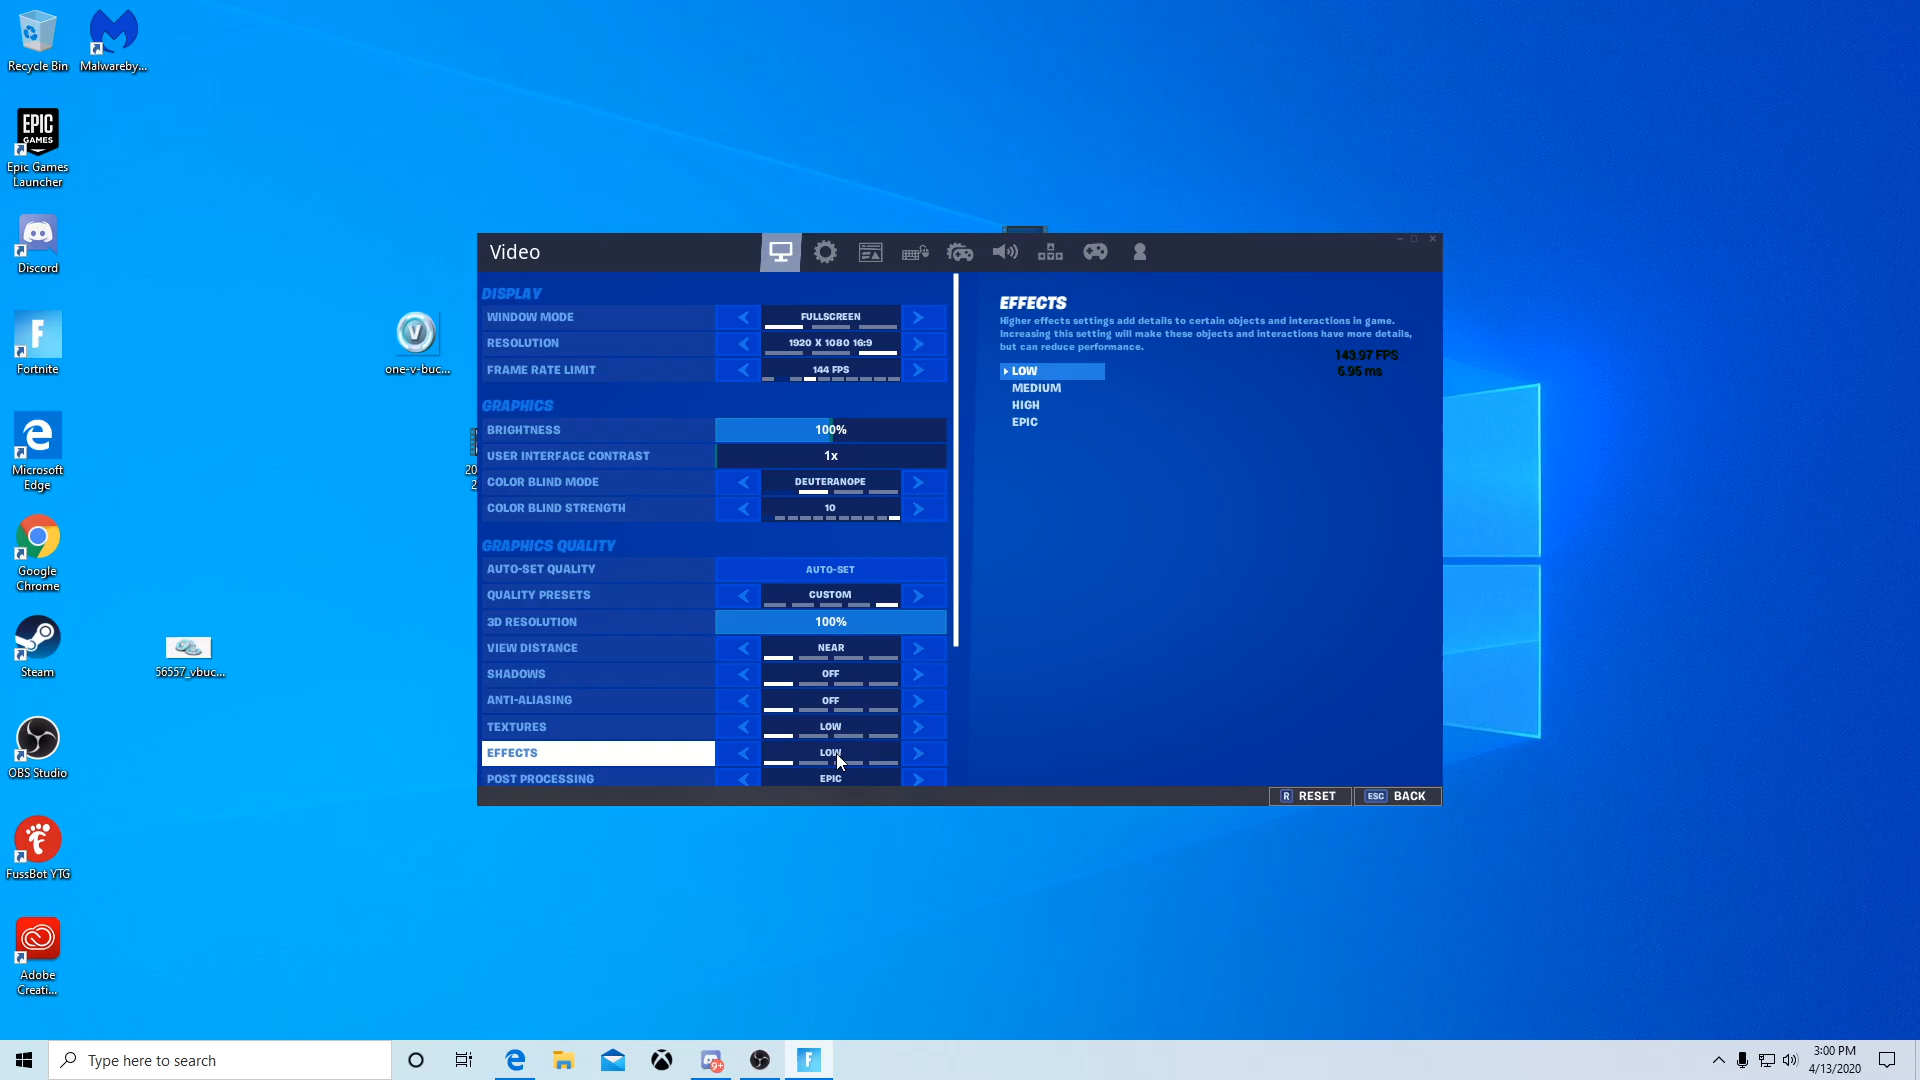 Recycle Bin
Malwareby...
EPIC
GAMES
Epic Games
Launcher
Discord
F
Fortnite
V
one-v-buc...
Microsoft
Edge
20
2
Google
Chrome
Steam
56557_vbuc...
OBS Studio
FussBot YTG
Adobe
Creati...
Video
DISPLAY
WINDOW MODE
FULLSCREEN
RESOLUTION
1920 X 1080 16:9
FRAME RATE LIMIT
144 FPS
GRAPHICS
BRIGHTNESS
100%
USER INTERFACE CONTRAST
1x
COLOR BLIND MODE
DEUTERANOPE
COLOR BLIND STRENGTH
10
GRAPHICS QUALITY
AUTO-SET QUALITY
AUTO-SET
QUALITY PRESETS
CUSTOM
3D RESOLUTION
100%
VIEW DISTANCE
NEAR
SHADOWS
OFF
ANTI-ALIASING
OFF
TEXTURES
LOW
EFFECTS
LOW
POST PROCESSING
EPIC
EFFECTS
Higher effects settings add details to certain objects and interactions in game.
Increasing this setting will make these objects and interactions have more details,
but can reduce performance.
143.97 FPS
6.95 ms
LOW
MEDIUM
HIGH
EPIC
R RESET
ESC BACK
Type here to search
9+
F
3:00 PM
4/13/2020